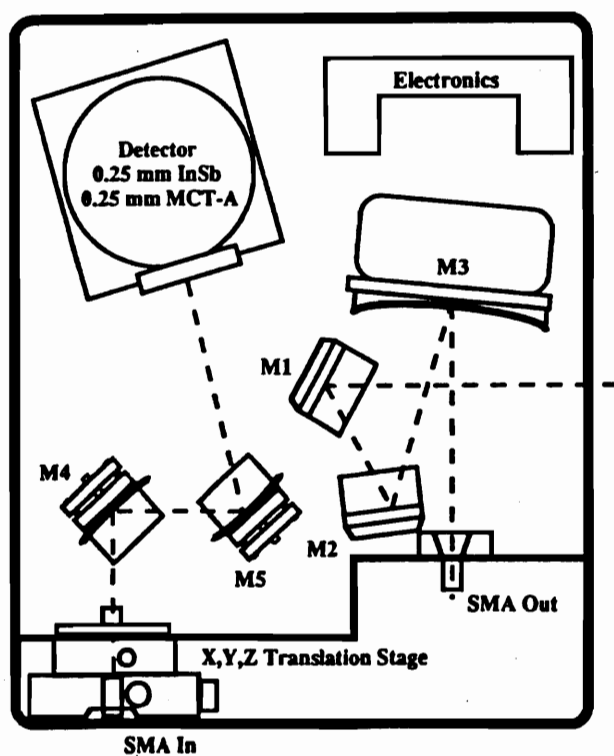 Electronics
Detector
0.25 mm InSb
0.25 mm MCT-A
M3
M1
M4
M2
M5
SMA Out
X,Y,Z Translation Stage
SMA In